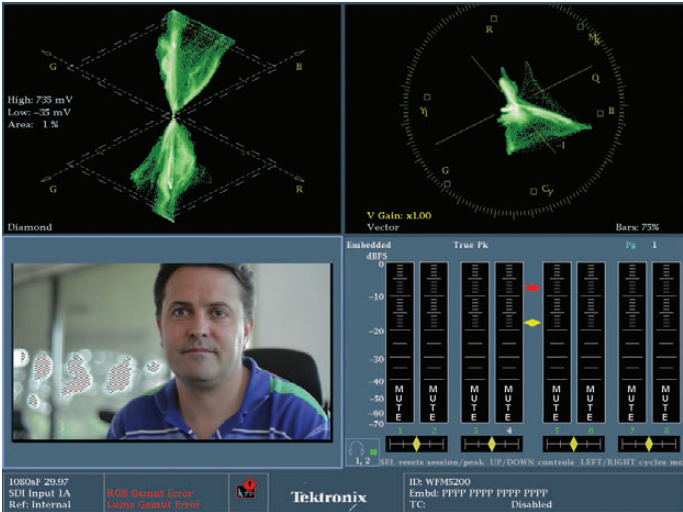 G
B
High: 735 mV
Low: −35 mV
Area: 1 %
G
R
Diamond
R
Mg
Q
Yl
B
-I
G
Cy
V Gain: x1.00
Vector
Bars: 75%
Embedded
True Pk
Pg 1
dBFS
0
-10
-20
-30
-40
-50
-60
-70
MUTE MUTE MUTE MUTE MUTE MUTE MUTE MUTE
1 2 3 4 5 6 7 8
1, 2
SEL resets session/peak UP/DOWN controls LEFT/RIGHT cycles mo
1080sF 29.97
SDI Input 1A
Ref: Internal
RGB Gamut Error
Luma Gamut Error
Tektronix
ID: WFM5200
Embd: PPPP PPPP PPPP PPPP
TC: Disabled